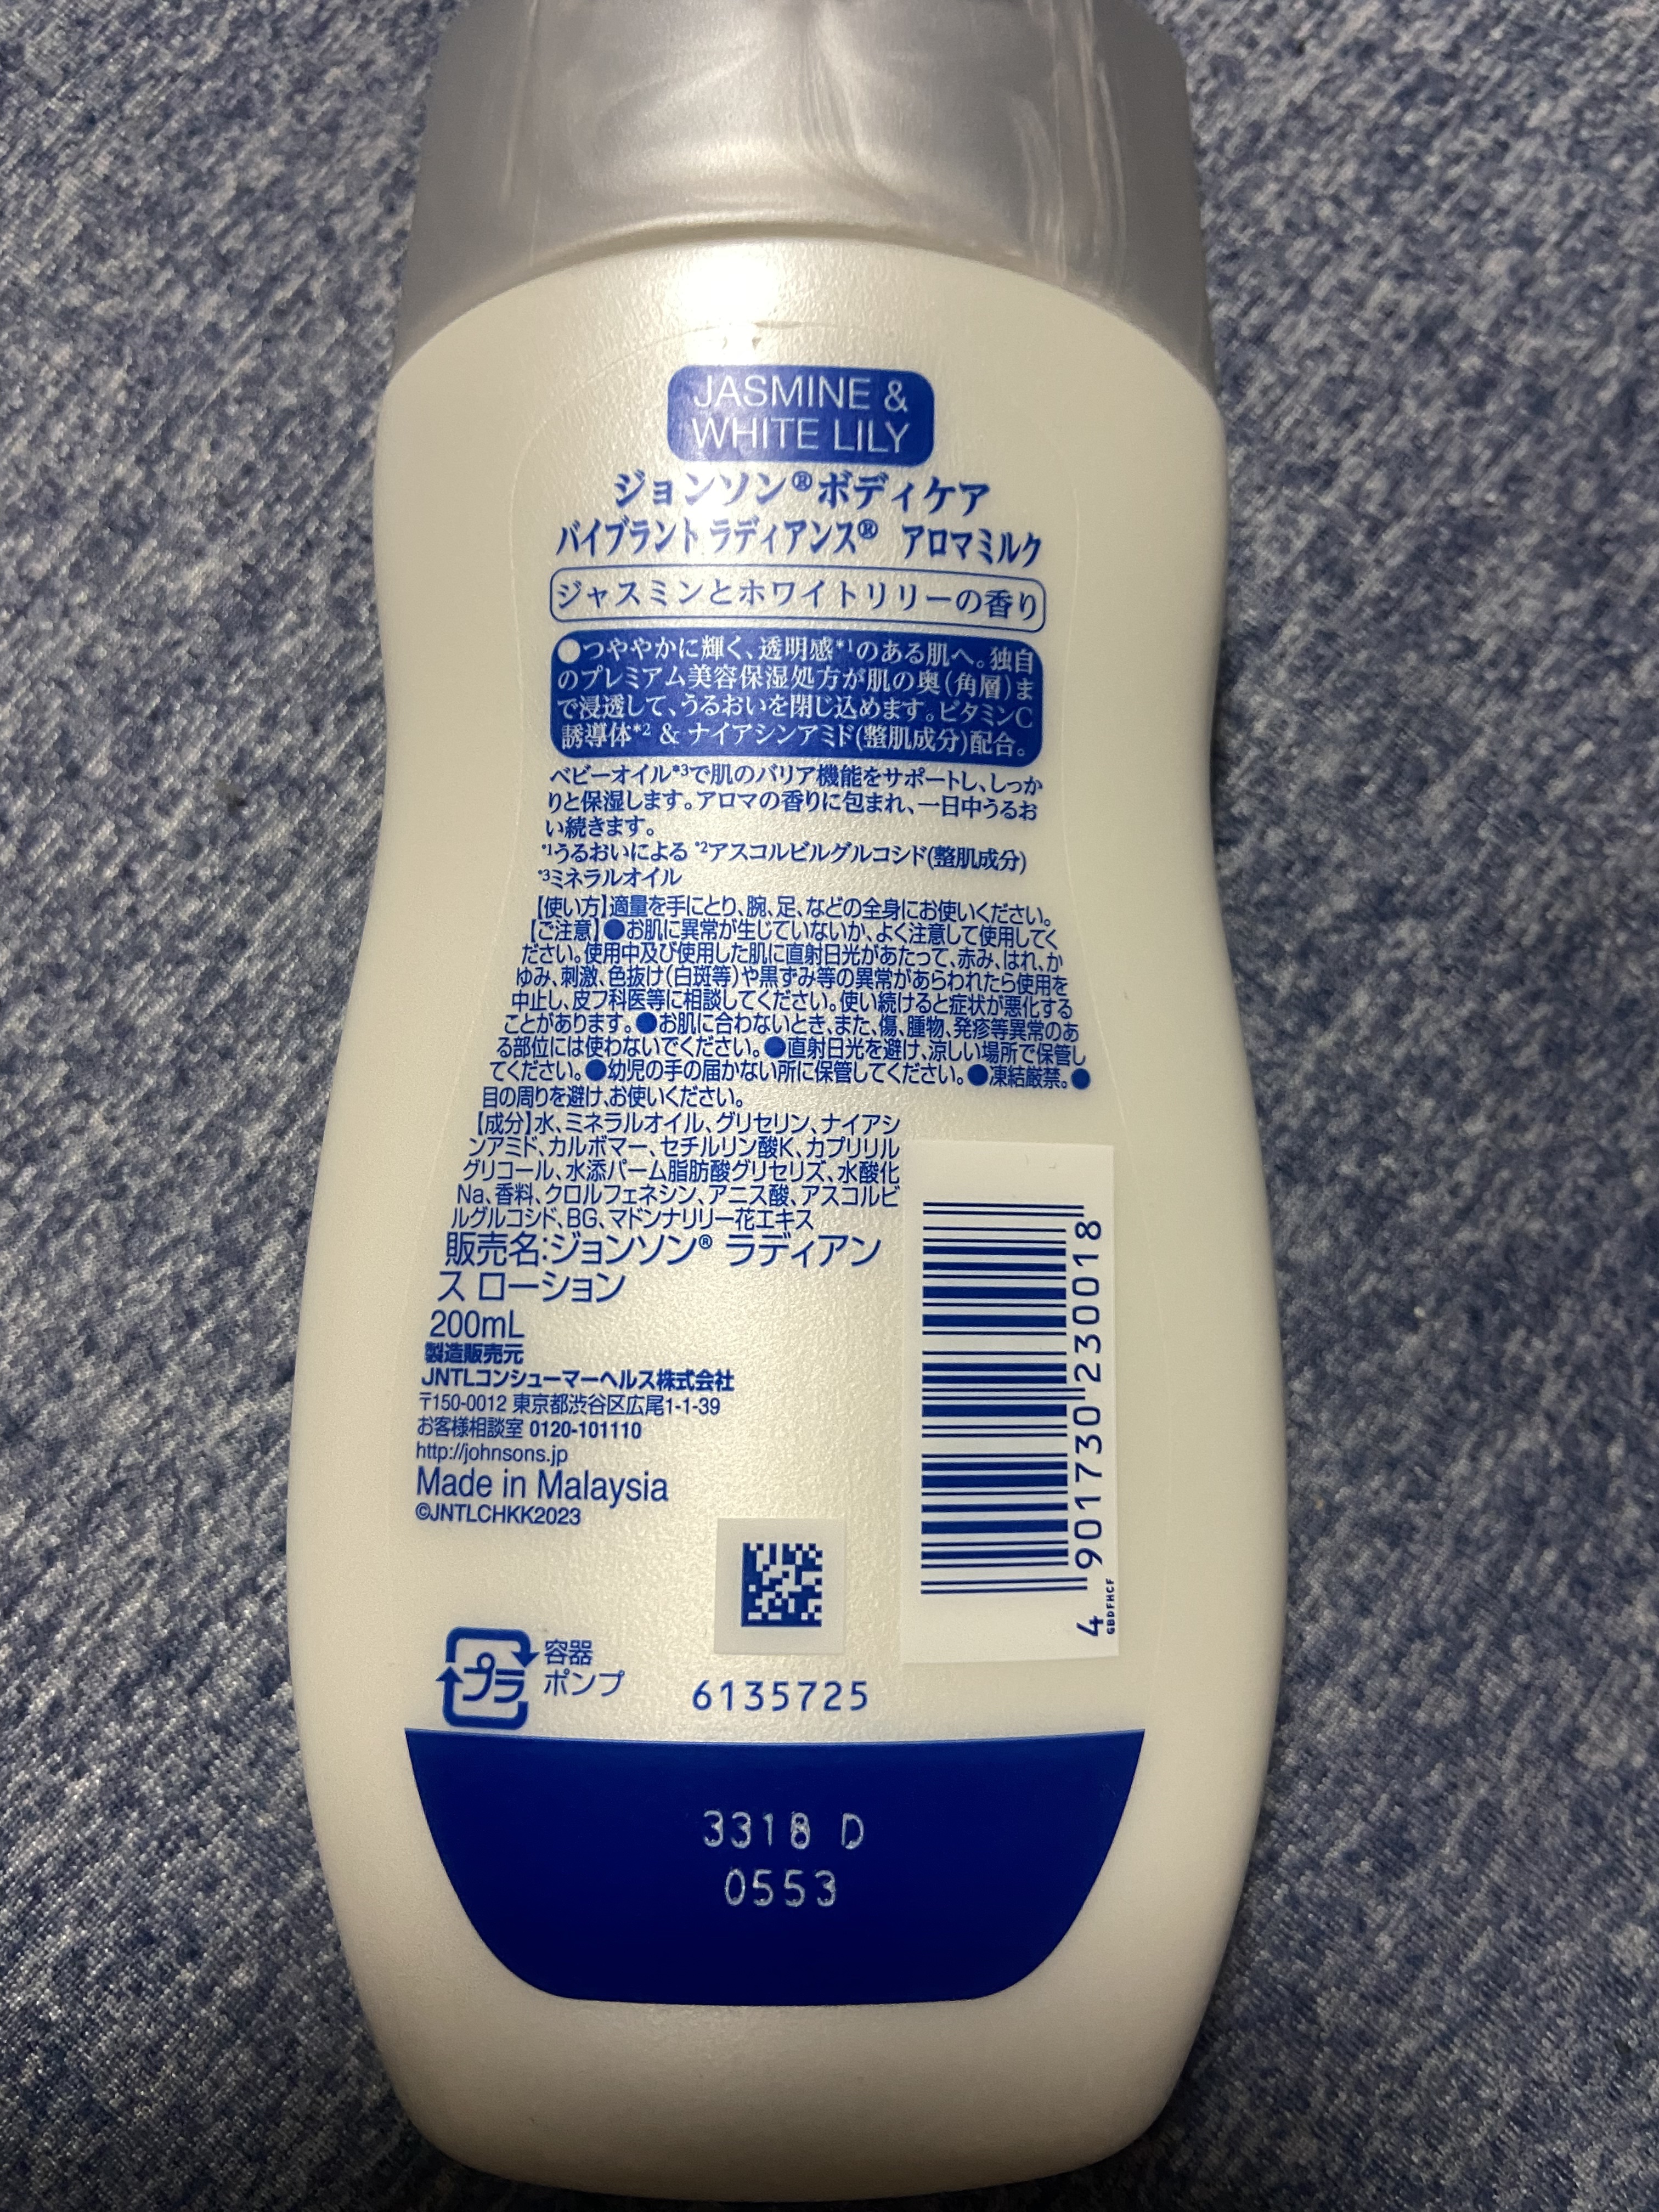 JASMINE &
WHITE LILY
ジョンソン®ボディケア
バイブラント ラディアンス® アロマミルク
ジャスミンとホワイトリリーの香り
●つややかに輝く、透明感*1のある肌へ。独自
のプレミアム美容保湿処方が肌の奥(角層)ま
で浸透して、うるおいを閉じ込めます。ビタミンC
誘導体*2 & ナイアシンアミド(整肌成分)配合。
ベビーオイル*3で肌のバリア機能をサポートし、しっか
りと保湿します。アロマの香りに包まれ、一日中うるお
い続きます。
*1うるおいによる *2アスコルビルグルコシド(整肌成分)
*3ミネラルオイル
【使い方】適量を手にとり、腕、足、などの全身にお使いください。
【ご注意】●お肌に異常が生じていないか、よく注意して使用してく
ださい。使用中及び使用した肌に直射日光があたって、赤み、はれ、か
ゆみ、刺激、色抜け(白斑等)や黒ずみ等の異常があらわれたら使用を
中止し、皮フ科医等に相談してください。使い続けると症状が悪化する
ことがあります。●お肌に合わないとき、また、傷、腫物、発疹等異常のあ
る部位には使わないでください。●直射日光を避け、涼しい場所で保管し
てください。●幼児の手の届かない所に保管してください。●凍結厳禁。●
目の周りを避け、お使いください。
【成分】水、ミネラルオイル、グリセリン、ナイアシ
ンアミド、カルボマー、セチルリン酸K、カプリリル
グリコール、水添パーム脂肪酸グリセリズ、水酸化
Na、香料、クロルフェネシン、アニス酸、アスコルビ
ルグルコシド、BG、マドンナリリー花エキス
販売名:ジョンソン® ラディアン
ス ローション
200mL
製造販売元
JNTLコンシューマーヘルス株式会社
〒150-0012 東京都渋谷区広尾1-1-39
お客様相談室 0120-101110
http://johnsons.jp
Made in Malaysia
©JNTLCHKK2023
4 901730 230018
GBDFHCF
プラ
容器
ポンプ
6135725
3318 D
0553